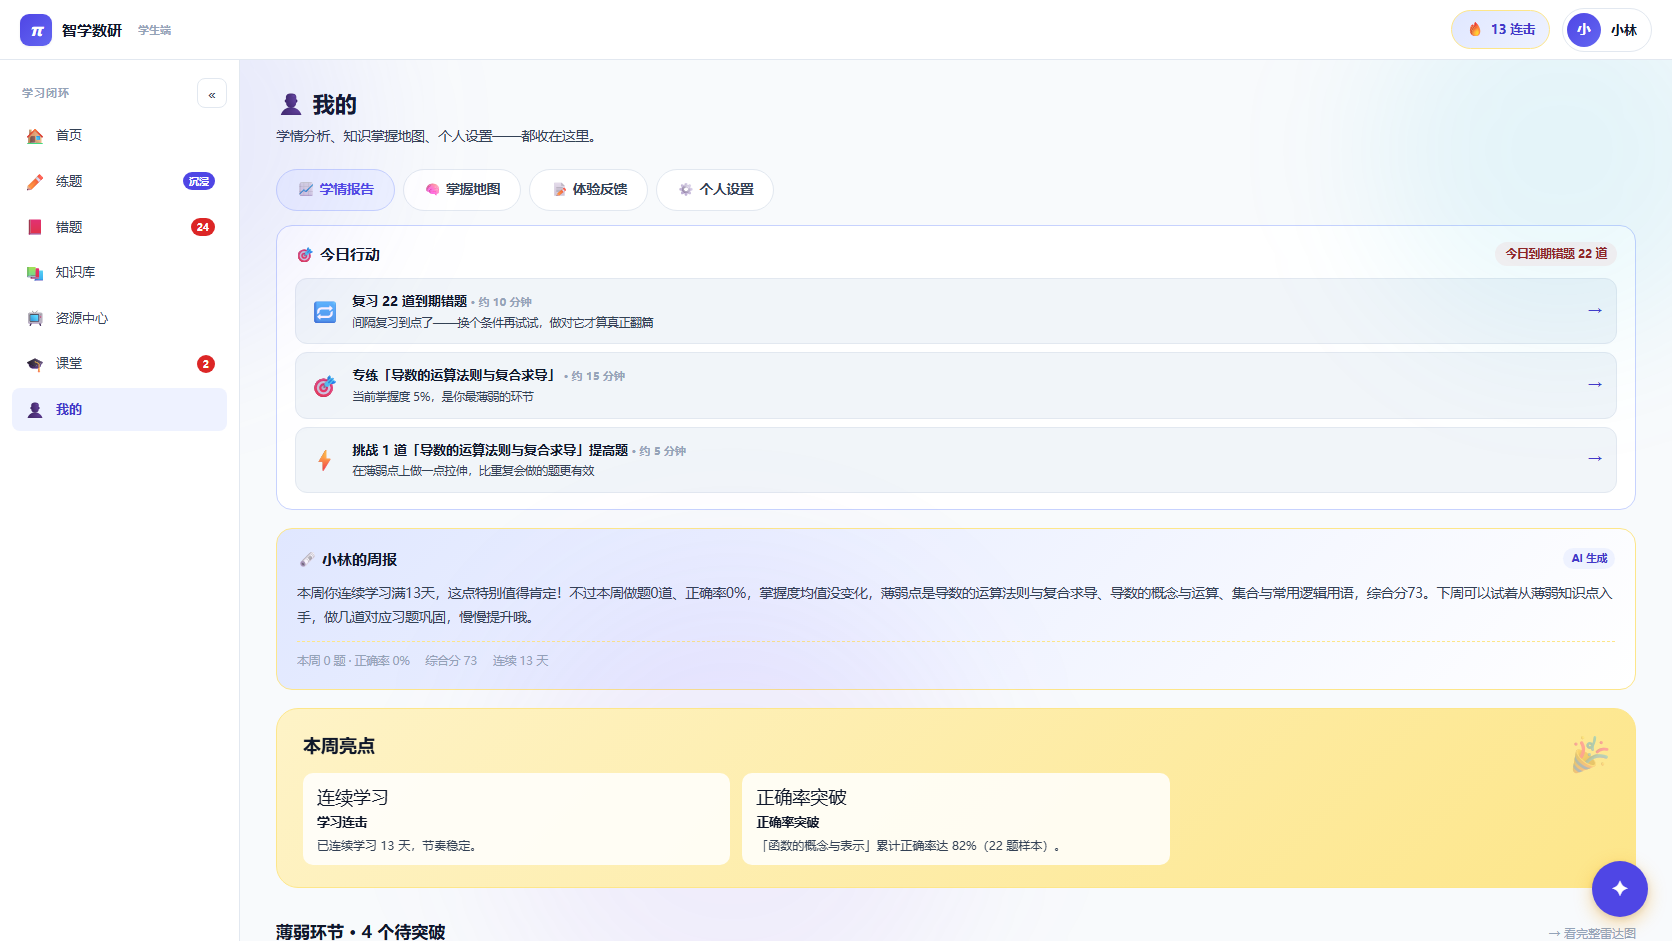 π 智学数研 学生端
13 连击
小 小林
学习闭环
«
首页
练题 沉浸
错题 24
知识库
资源中心
课堂 2
我的
我的
学情分析、知识掌握地图、个人设置——都收在这里。
学情报告 掌握地图 体验反馈 个人设置
今日行动
今日到期错题 22 道
复习 22 道到期错题 · 约 10 分钟
间隔复习到点了——换个条件再试试，做对它才算真正翻篇
→
专练「导数的运算法则与复合求导」 · 约 15 分钟
当前掌握度 5%，是你最薄弱的环节
→
挑战 1 道「导数的运算法则与复合求导」提高题 · 约 5 分钟
在薄弱点上做一点拉伸，比重复会做的题更有效
→
小林的周报
AI 生成
本周你连续学习满13天，这点特别值得肯定！不过本周做题0道、正确率0%，掌握度均值没变化，薄弱点是导数的运算法则与复合求导、导数的概念与运算、集合与常用逻辑用语，综合分73。下周可以试着从薄弱知识点入
手，做几道对应习题巩固，慢慢提升哦。
本周 0 题 · 正确率 0% 综合分 73 连续 13 天
本周亮点
连续学习
学习连击
已连续学习 13 天，节奏稳定。
正确率突破
正确率突破
「函数的概念与表示」累计正确率达 82%（22 题样本）。
薄弱环节 · 4 个待突破
→ 看完整雷达图